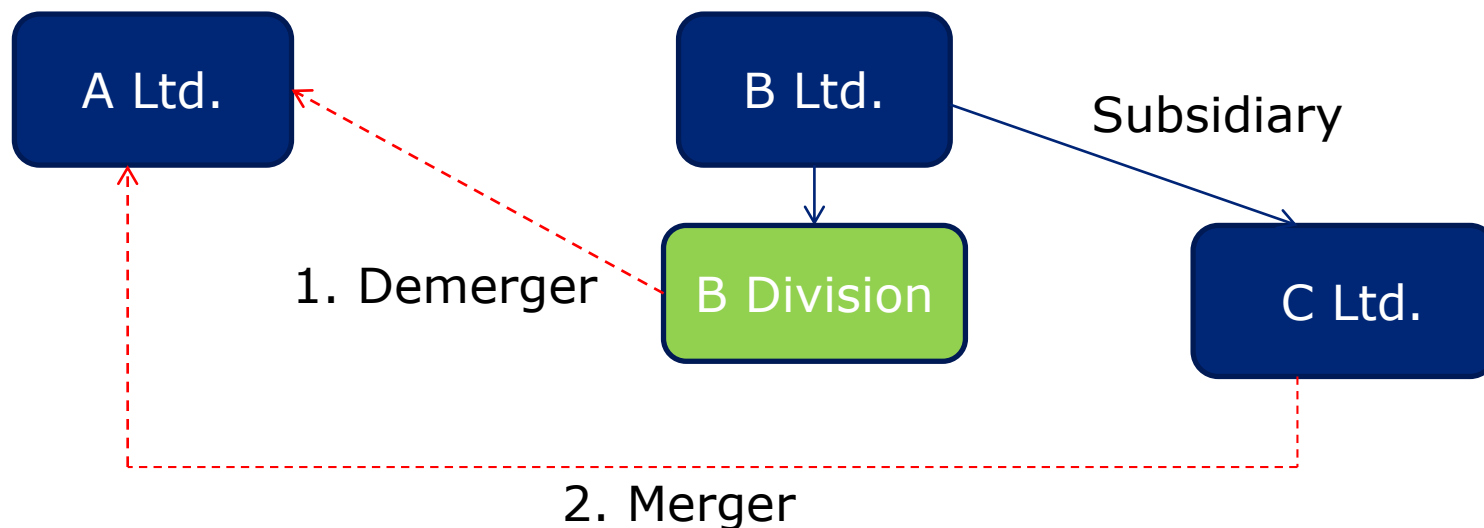 A Ltd.
B Ltd.
Subsidiary
1. Demerger
B Division
C Ltd.
2. Merger